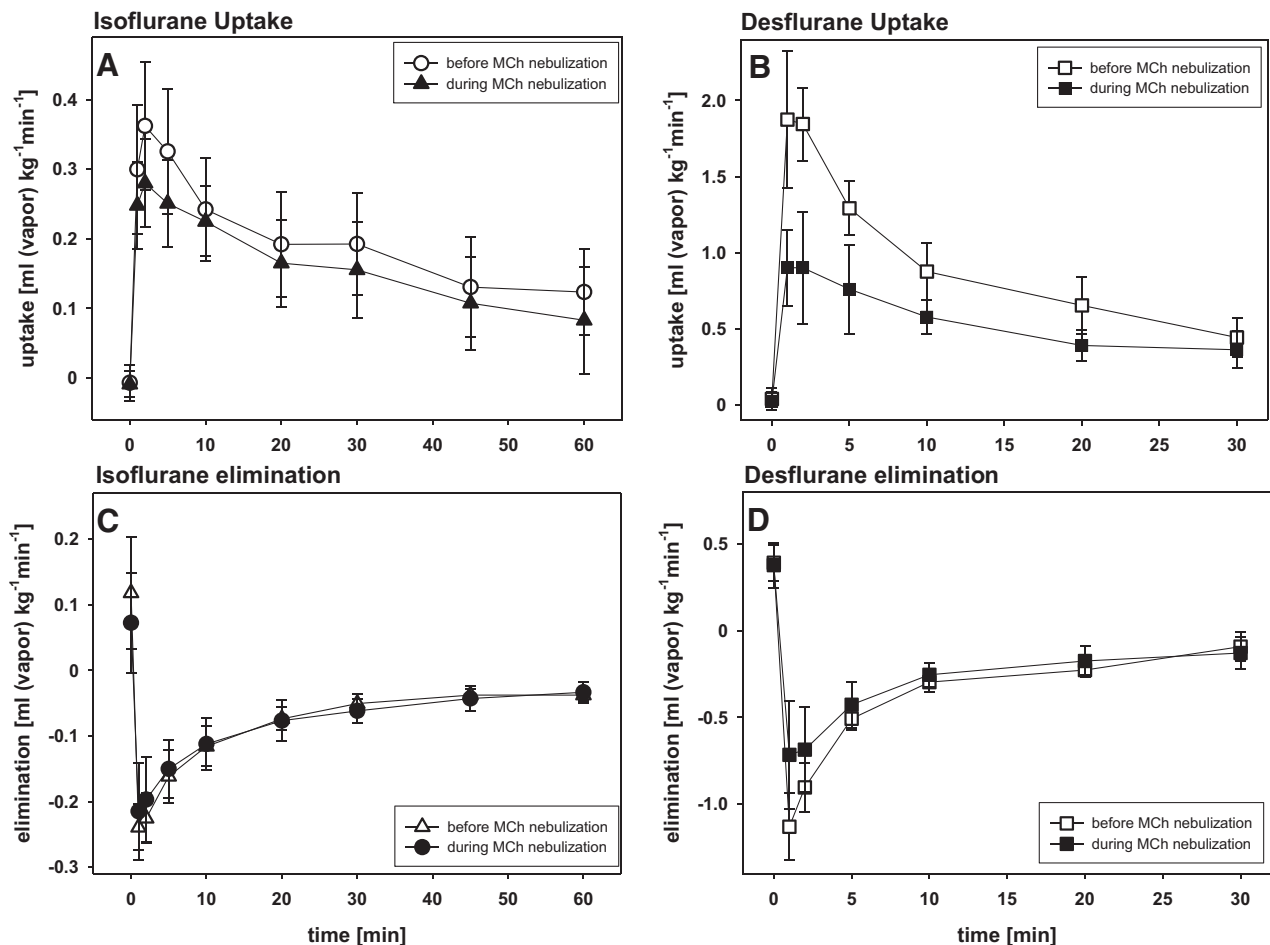 Isoflurane Uptake
A
before MCh nebulization
during MCh nebulization
uptake [ml (vapor) kg⁻¹min⁻¹]
0.4
0.3
0.2
0.1
0
0 10 20 30 40 50 60
Desflurane Uptake
B
before MCh nebulization
during MCh nebulization
uptake [ml (vapor) kg⁻¹min⁻¹]
2.0
1.5
1.0
0.5
0
0 5 10 15 20 25 30
Isoflurane elimination
C
elimination [ml (vapor) kg⁻¹min⁻¹]
0.2
0.1
0
-0.1
-0.2
-0.3
before MCh nebulization
during MCh nebulization
0 10 20 30 40 50 60
time [min]
Desflurane elimination
D
elimination [ml (vapor) kg⁻¹min⁻¹]
0.5
0
-0.5
-1.0
before MCh nebulization
during MCh nebulization
0 5 10 15 20 25 30
time [min]